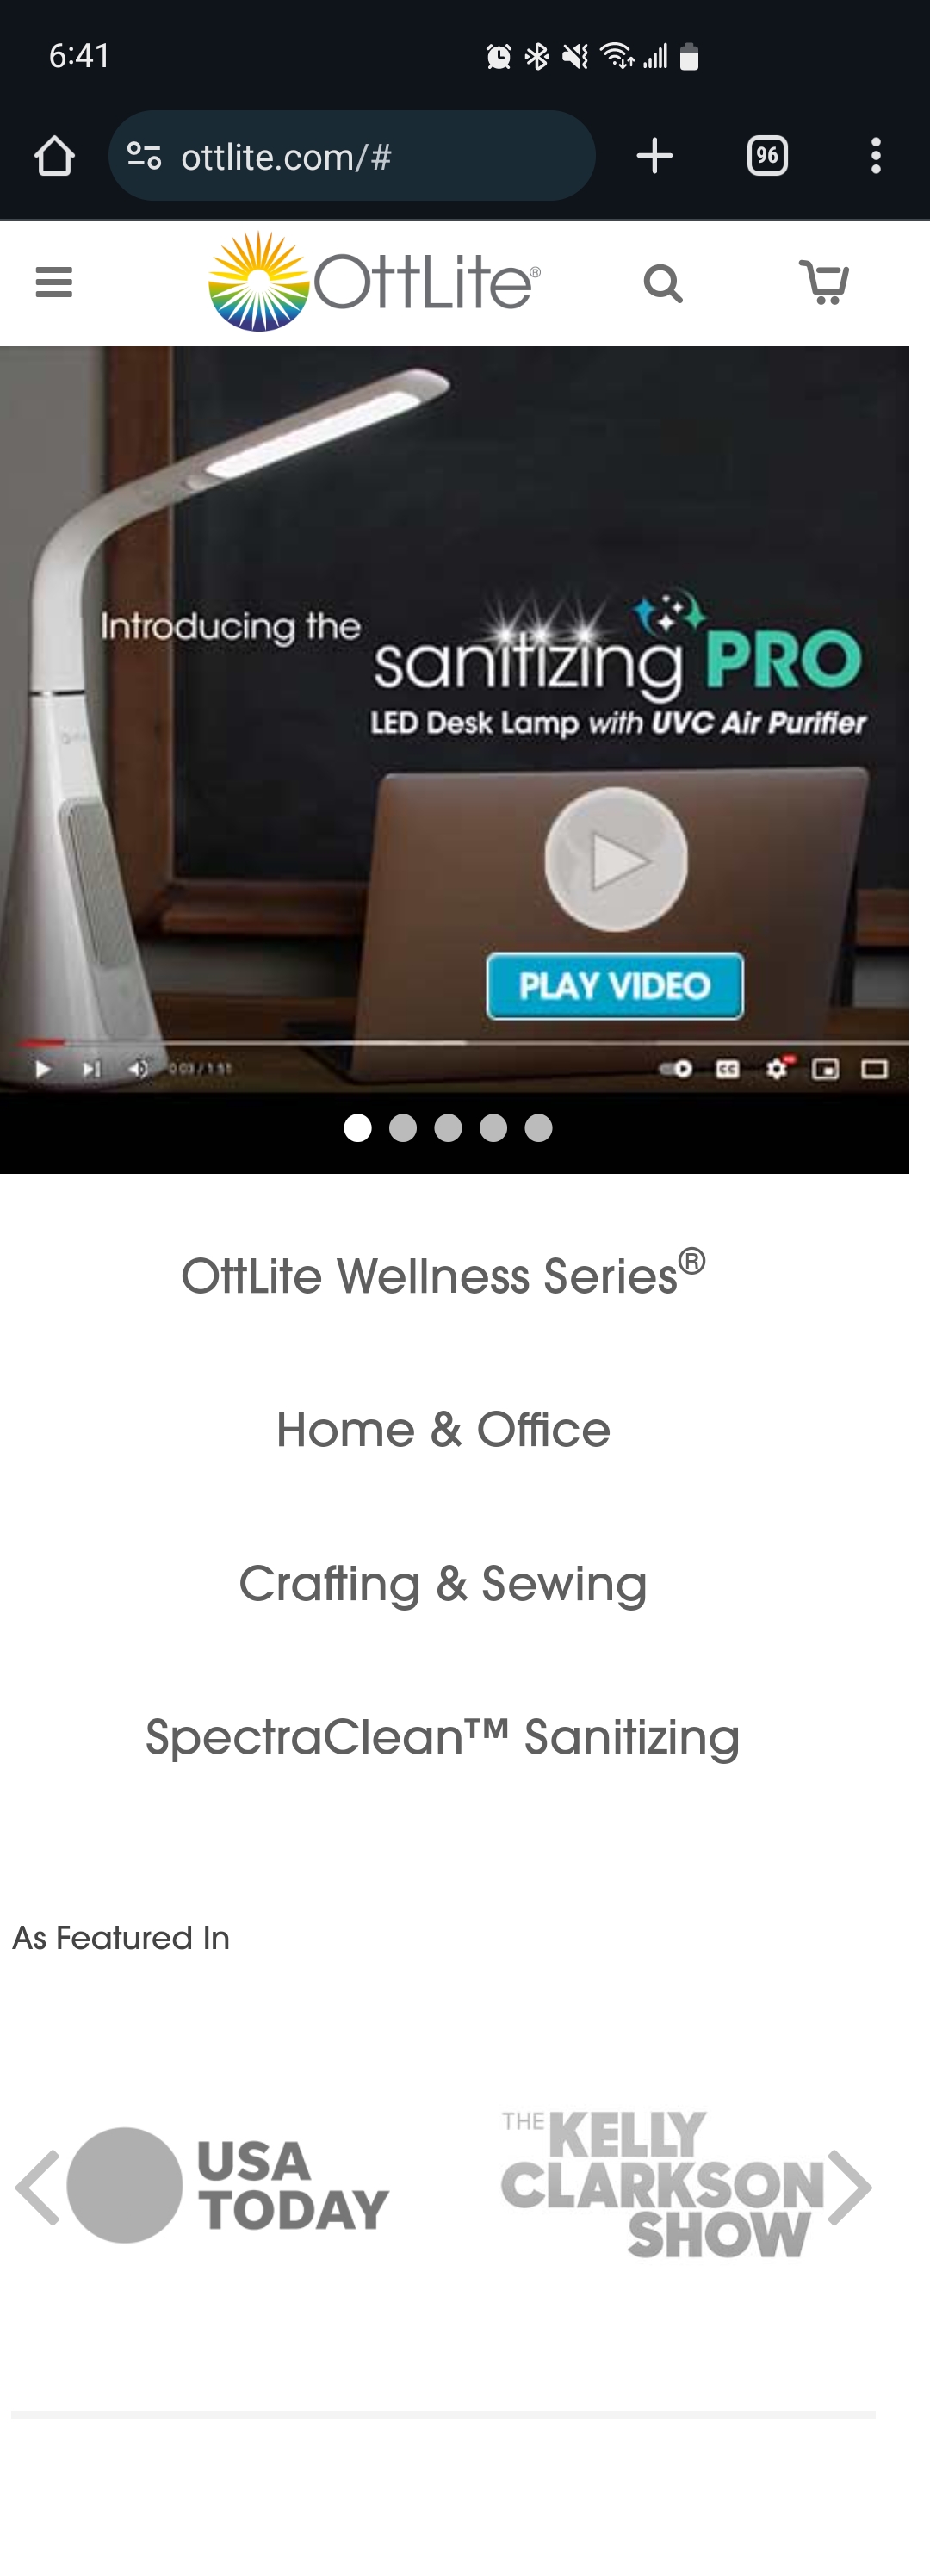 6:41
ottlite.com/#
96
OttLite®
Introducing the
sanitizing PRO
LED Desk Lamp with UVC Air Purifier
PLAY VIDEO
0:03 / 1:51
CC
OttLite Wellness Series®
Home & Office
Crafting & Sewing
SpectraClean™ Sanitizing
As Featured In
USA
TODAY
THE KELLY
CLARKSON
SHOW